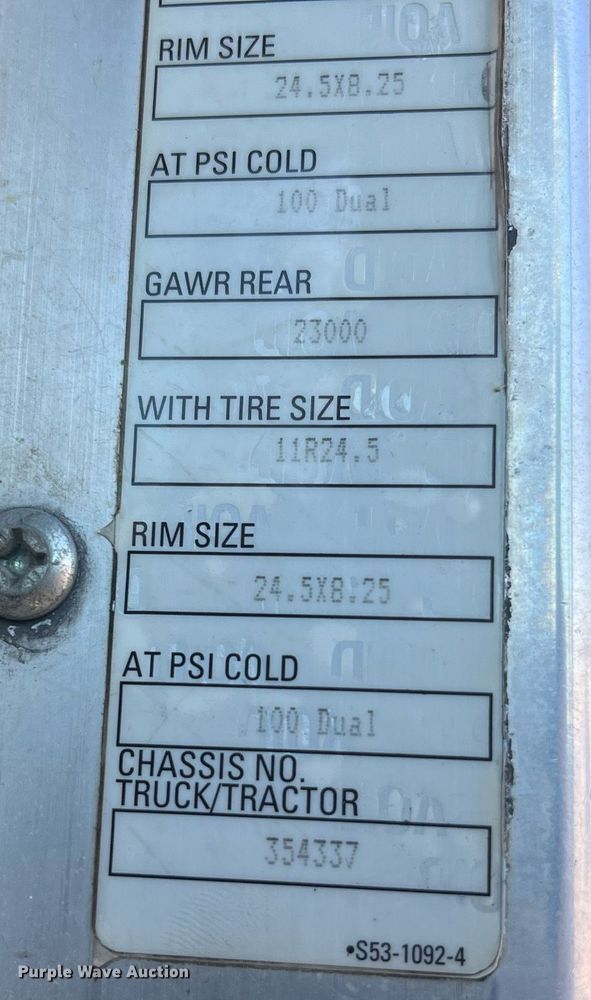 RIM SIZE
24.5X8.25
AT PSI COLD
100 Dual
GAWR REAR
23000
WITH TIRE SIZE
11R24.5
RIM SIZE
24.5X8.25
AT PSI COLD
100 Dual
CHASSIS NO.
TRUCK/TRACTOR
354337
•S53-1092-4
Purple Wave Auction